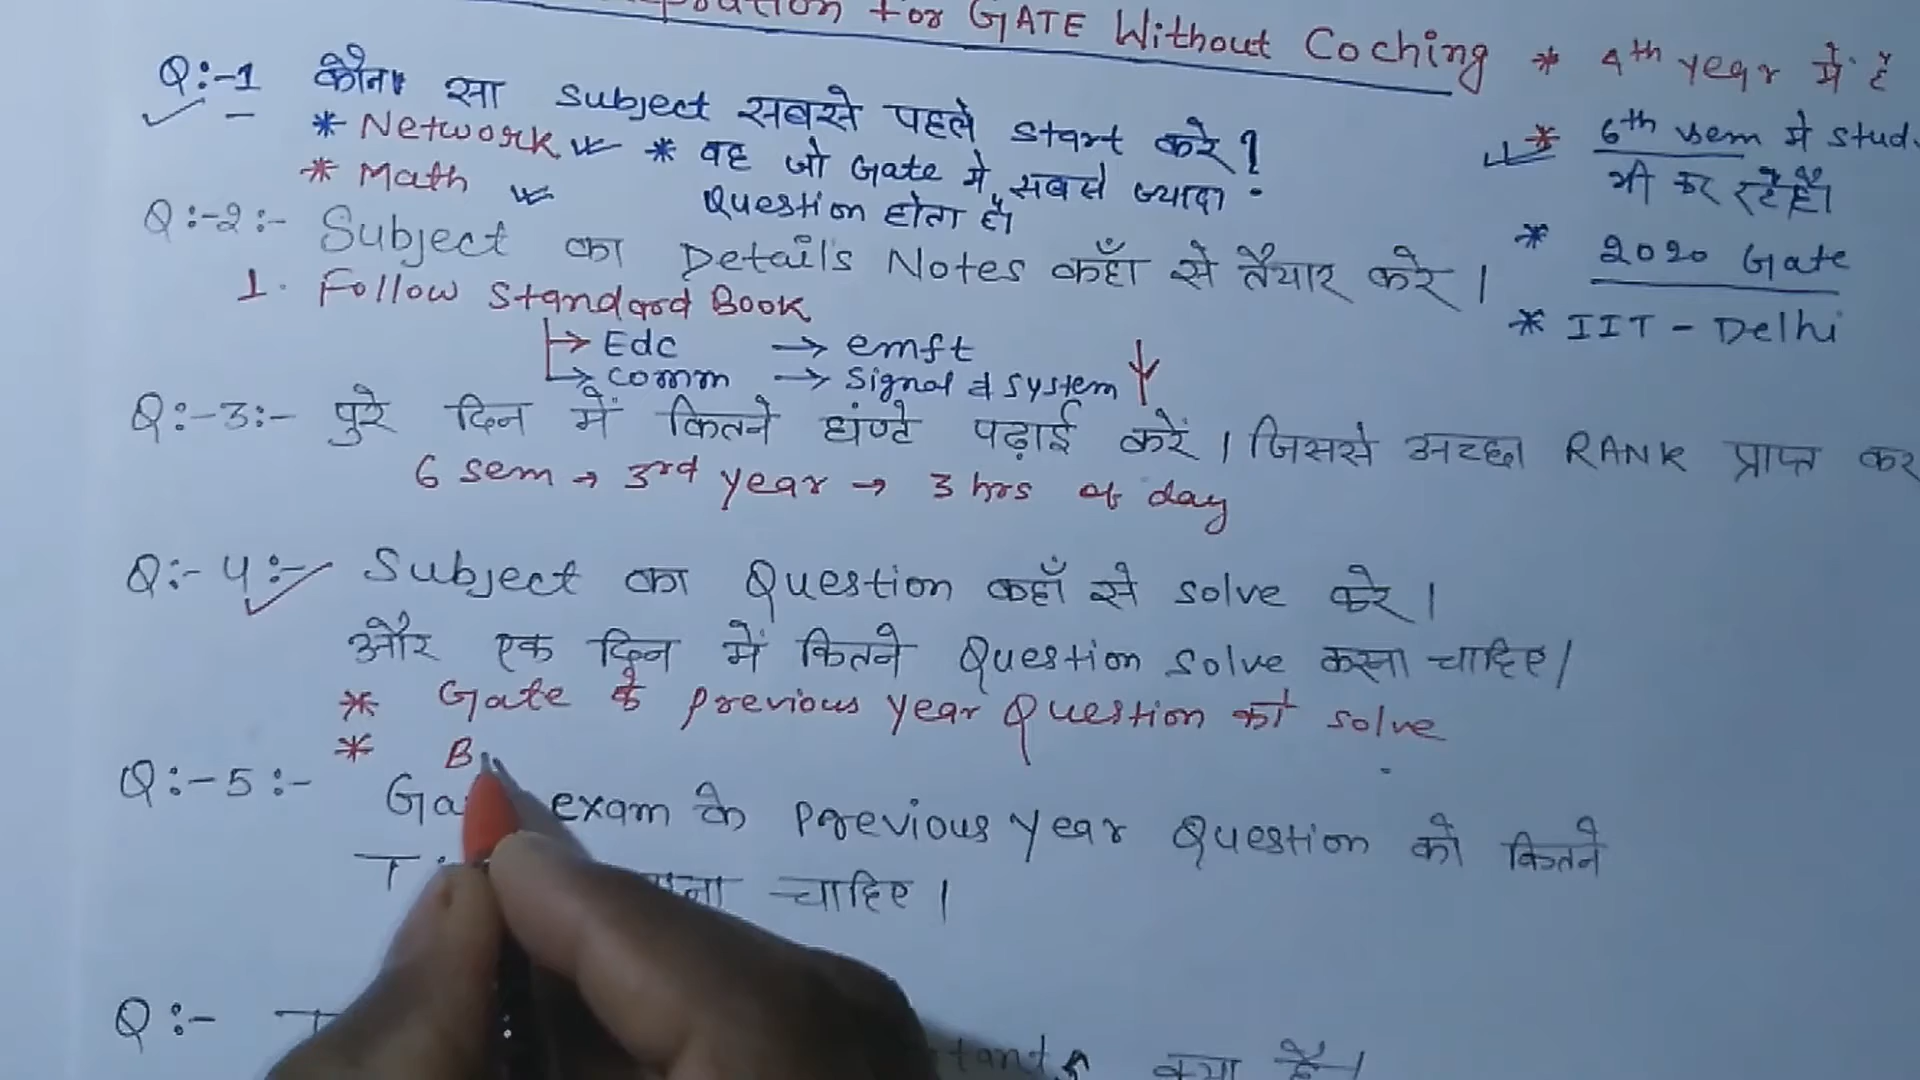 for GATE Without Coching * 4th year में है
Q:-1 कौन सा subject सबसे पहले start करे ?
* Network * वह जो Gate मे सबसे ज्यादा
* Math Question होता है।
* 6th sem मे stud.
भी कर रहे हैं।
* 2020 Gate
* IIT - Delhi
Q:-2:- Subject का Detail's Notes कहाँ से तैयार करे ।
1. Follow Standard Book
→ Edc → emft
→ comm → signal & system
Q:-3:- पुरे दिन में कितने घंण्टे पढ़ाई करें । जिससे अच्छा RANK प्राप्त कर
6 sem → 3rd year → 3 hrs of day
Q:- 4:- Subject का Question कहाँ से solve करे ।
और एक दिन में कितने Question solve करना चाहिए।
* Gate के previous year Question को solve
* B
Q:-5:- Ga exam के Previous year Question को कितने
T ना चाहिए ।
Q:- T tant क्या है।